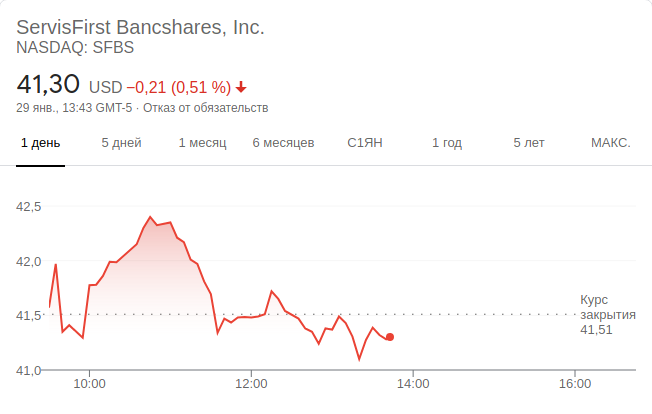 ServisFirst Bancshares, Inc.
NASDAQ: SFBS
41,30 USD −0,21 (0,51 %)
29 янв., 13:43 GMT-5 · Отказ от обязательств
1 день 5 дней 1 месяц 6 месяцев С1ЯН 1 год 5 лет МАКС.
42,5
42,0
41,5
41,0
Курс
закрытия
41,51
10:00 12:00 14:00 16:00